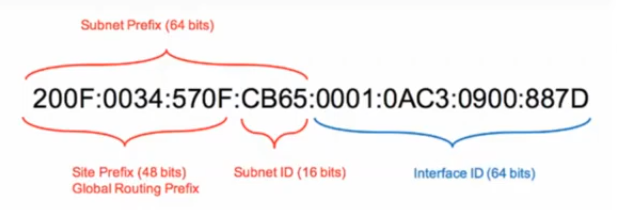 Subnet Prefix (64 bits)
200F:0034:570F:CB65:0001:0AC3:0900:887D
Site Prefix (48 bits)
Global Routing Prefix
Subnet ID (16 bits)
Interface ID (64 bits)